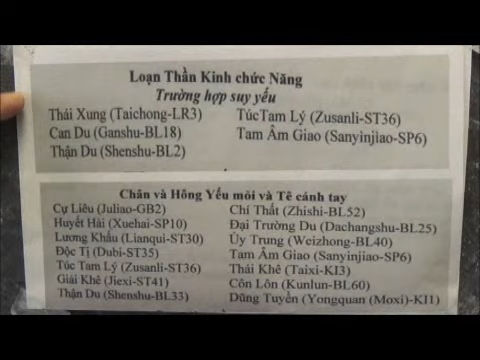 Loạn Thần Kinh chức Năng
Trường hợp suy yếu
Thái Xung (Taichong-LR3)
Can Du (Ganshu-BL18)
Thận Du (Shenshu-BL2)
TúcTam Lý (Zusanli-ST36)
Tam Âm Giao (Sanyinjiao-SP6)
Chân và Hông Yếu mỏi và Tê cánh tay
Cự Liêu (Juliao-GB2)
Huyết Hải (Xuehai-SP10)
Lương Khấu (Lianqui-ST30)
Độc Tị (Dubi-ST35)
Túc Tam Lý (Zusanli-ST36)
Giải Khê (Jiexi-ST41)
Thận Du (Shenshu-BL33)
Chí Thất (Zhishi-BL52)
Đại Trường Du (Dachangshu-BL25)
Ủy Trung (Weizhong-BL40)
Tam Âm Giao (Sanyinjiao-SP6)
Thái Khê (Taixi-KI3)
Côn Lôn (Kunlun-BL60)
Dũng Tuyền (Yongquan (Moxi)-KI1)